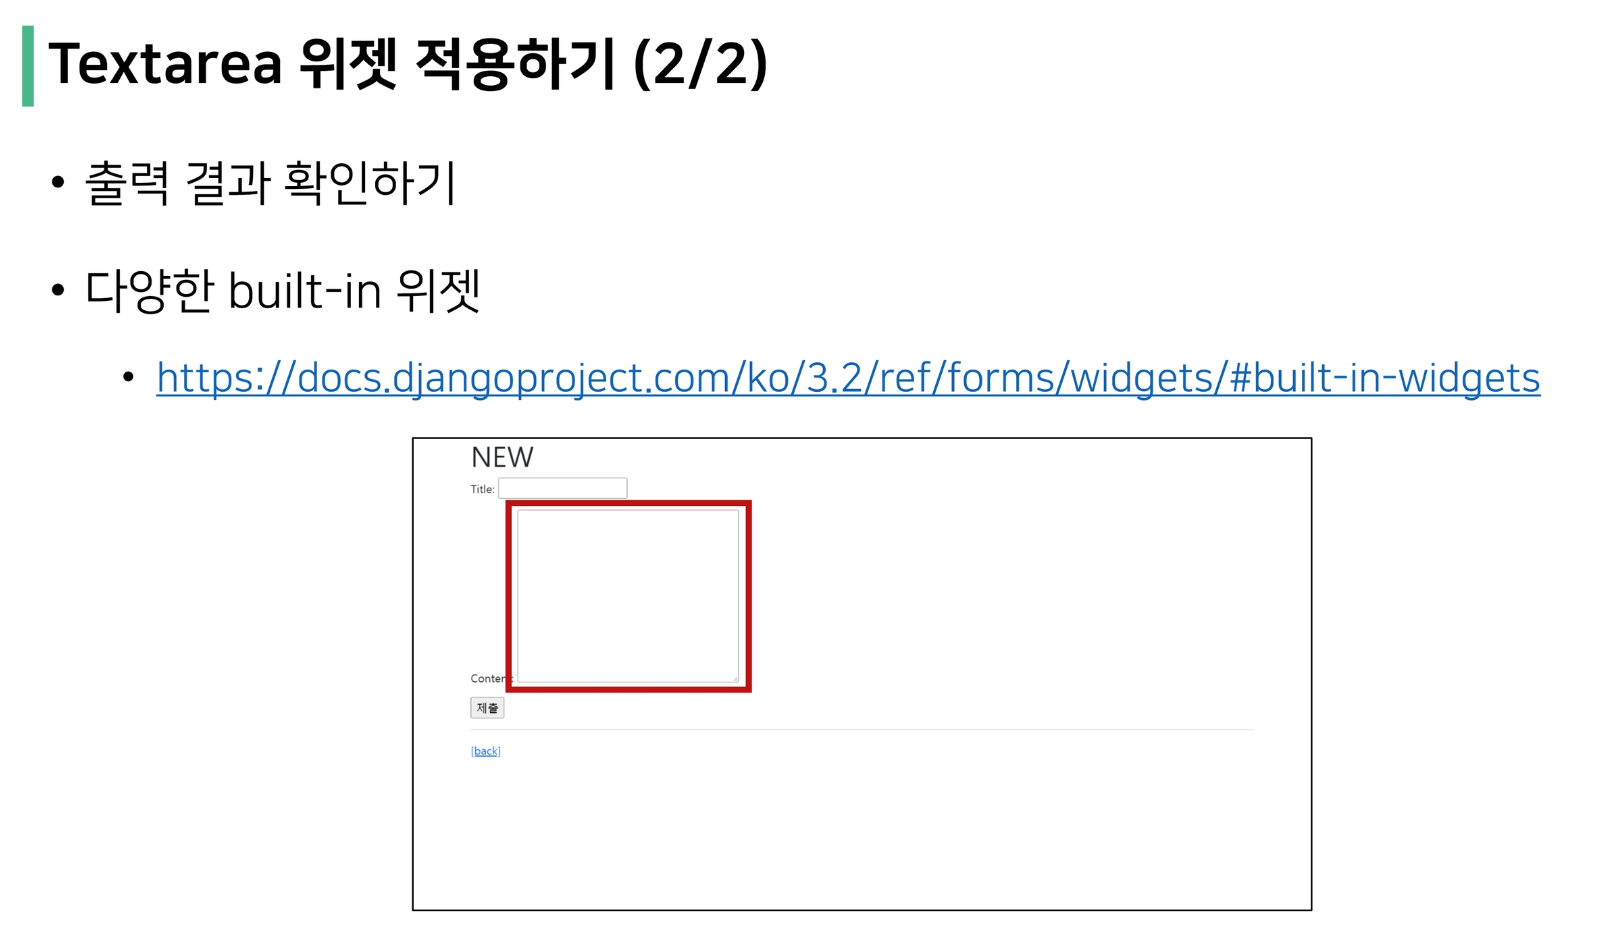 Textarea 위젯 적용하기 (2/2)
• 출력 결과 확인하기
• 다양한 built-in 위젯
• https://docs.djangoproject.com/ko/3.2/ref/forms/widgets/#built-in-widgets
NEW
Title:
Content:
제출
[back]